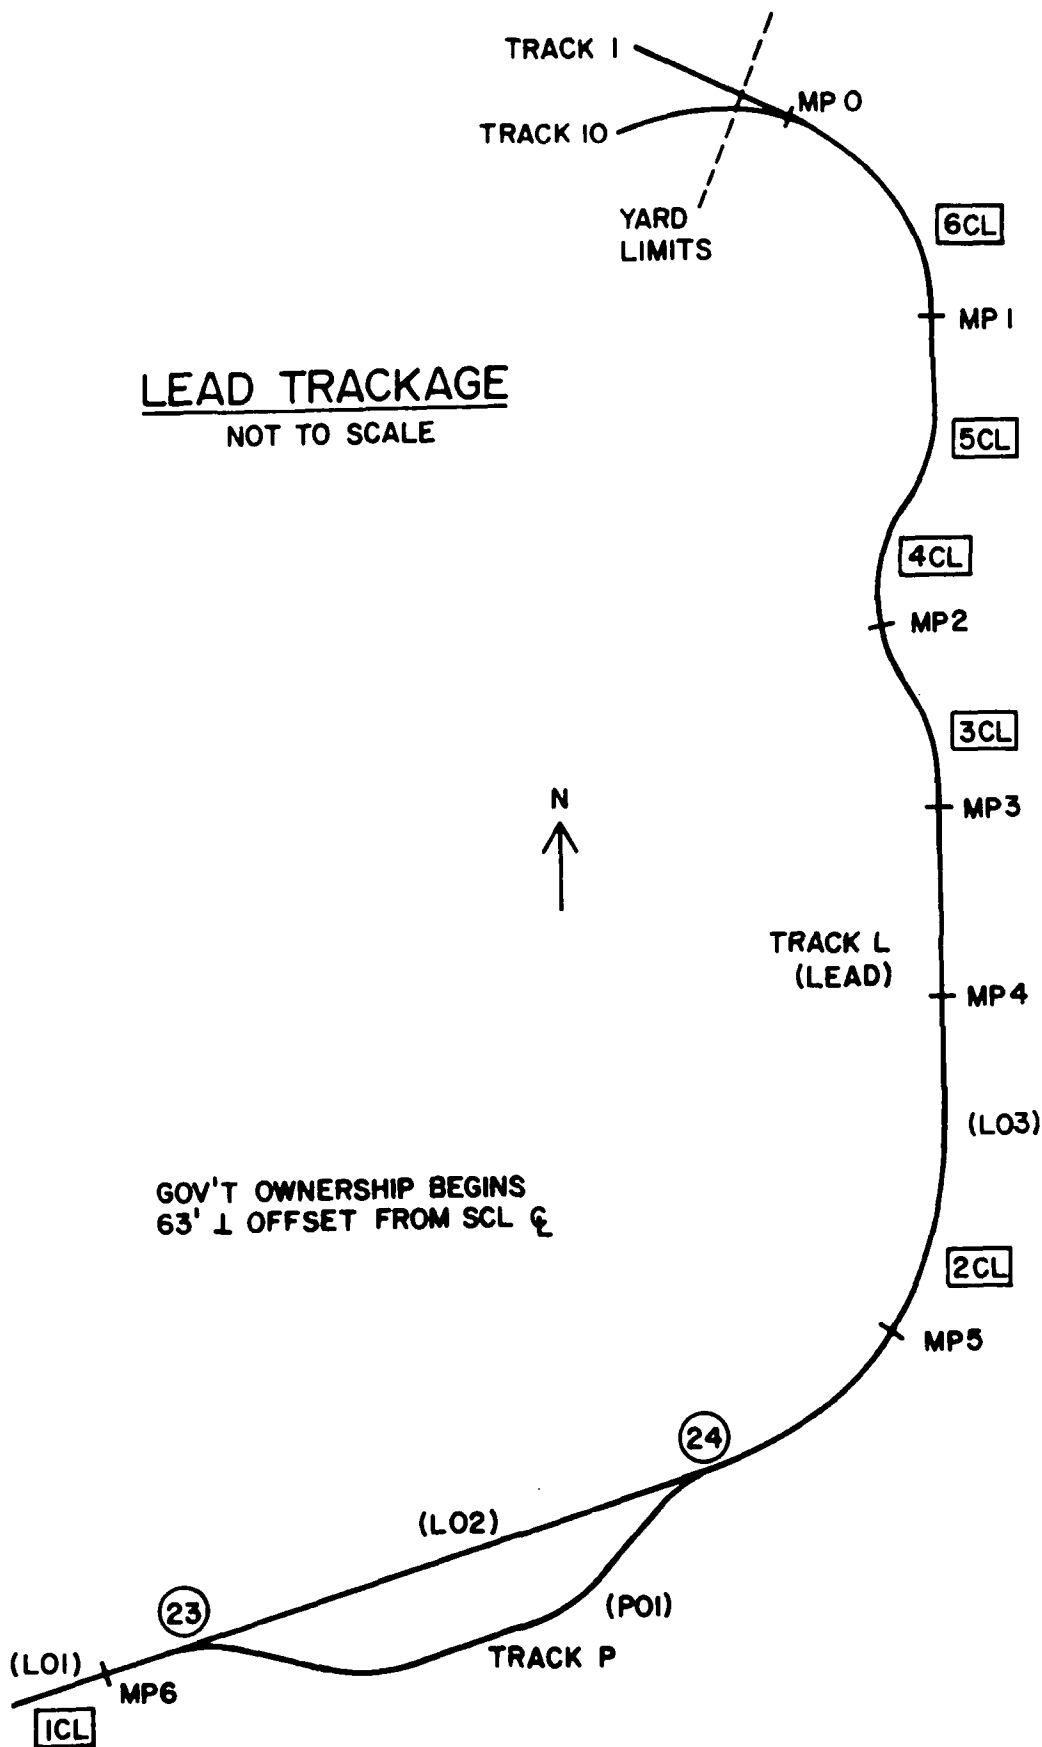 TRACK 1
MP 0
TRACK 10
YARD
LIMITS
6CL
MP 1
LEAD TRACKAGE
NOT TO SCALE
5CL
4CL
MP2
3CL
N
MP3
TRACK L
(LEAD)
MP4
(L03)
GOV'T OWNERSHIP BEGINS
63' ⊥ OFFSET FROM SCL ℄
2CL
MP5
24
(L02)
23
(P01)
TRACK P
(L01)
MP6
1CL